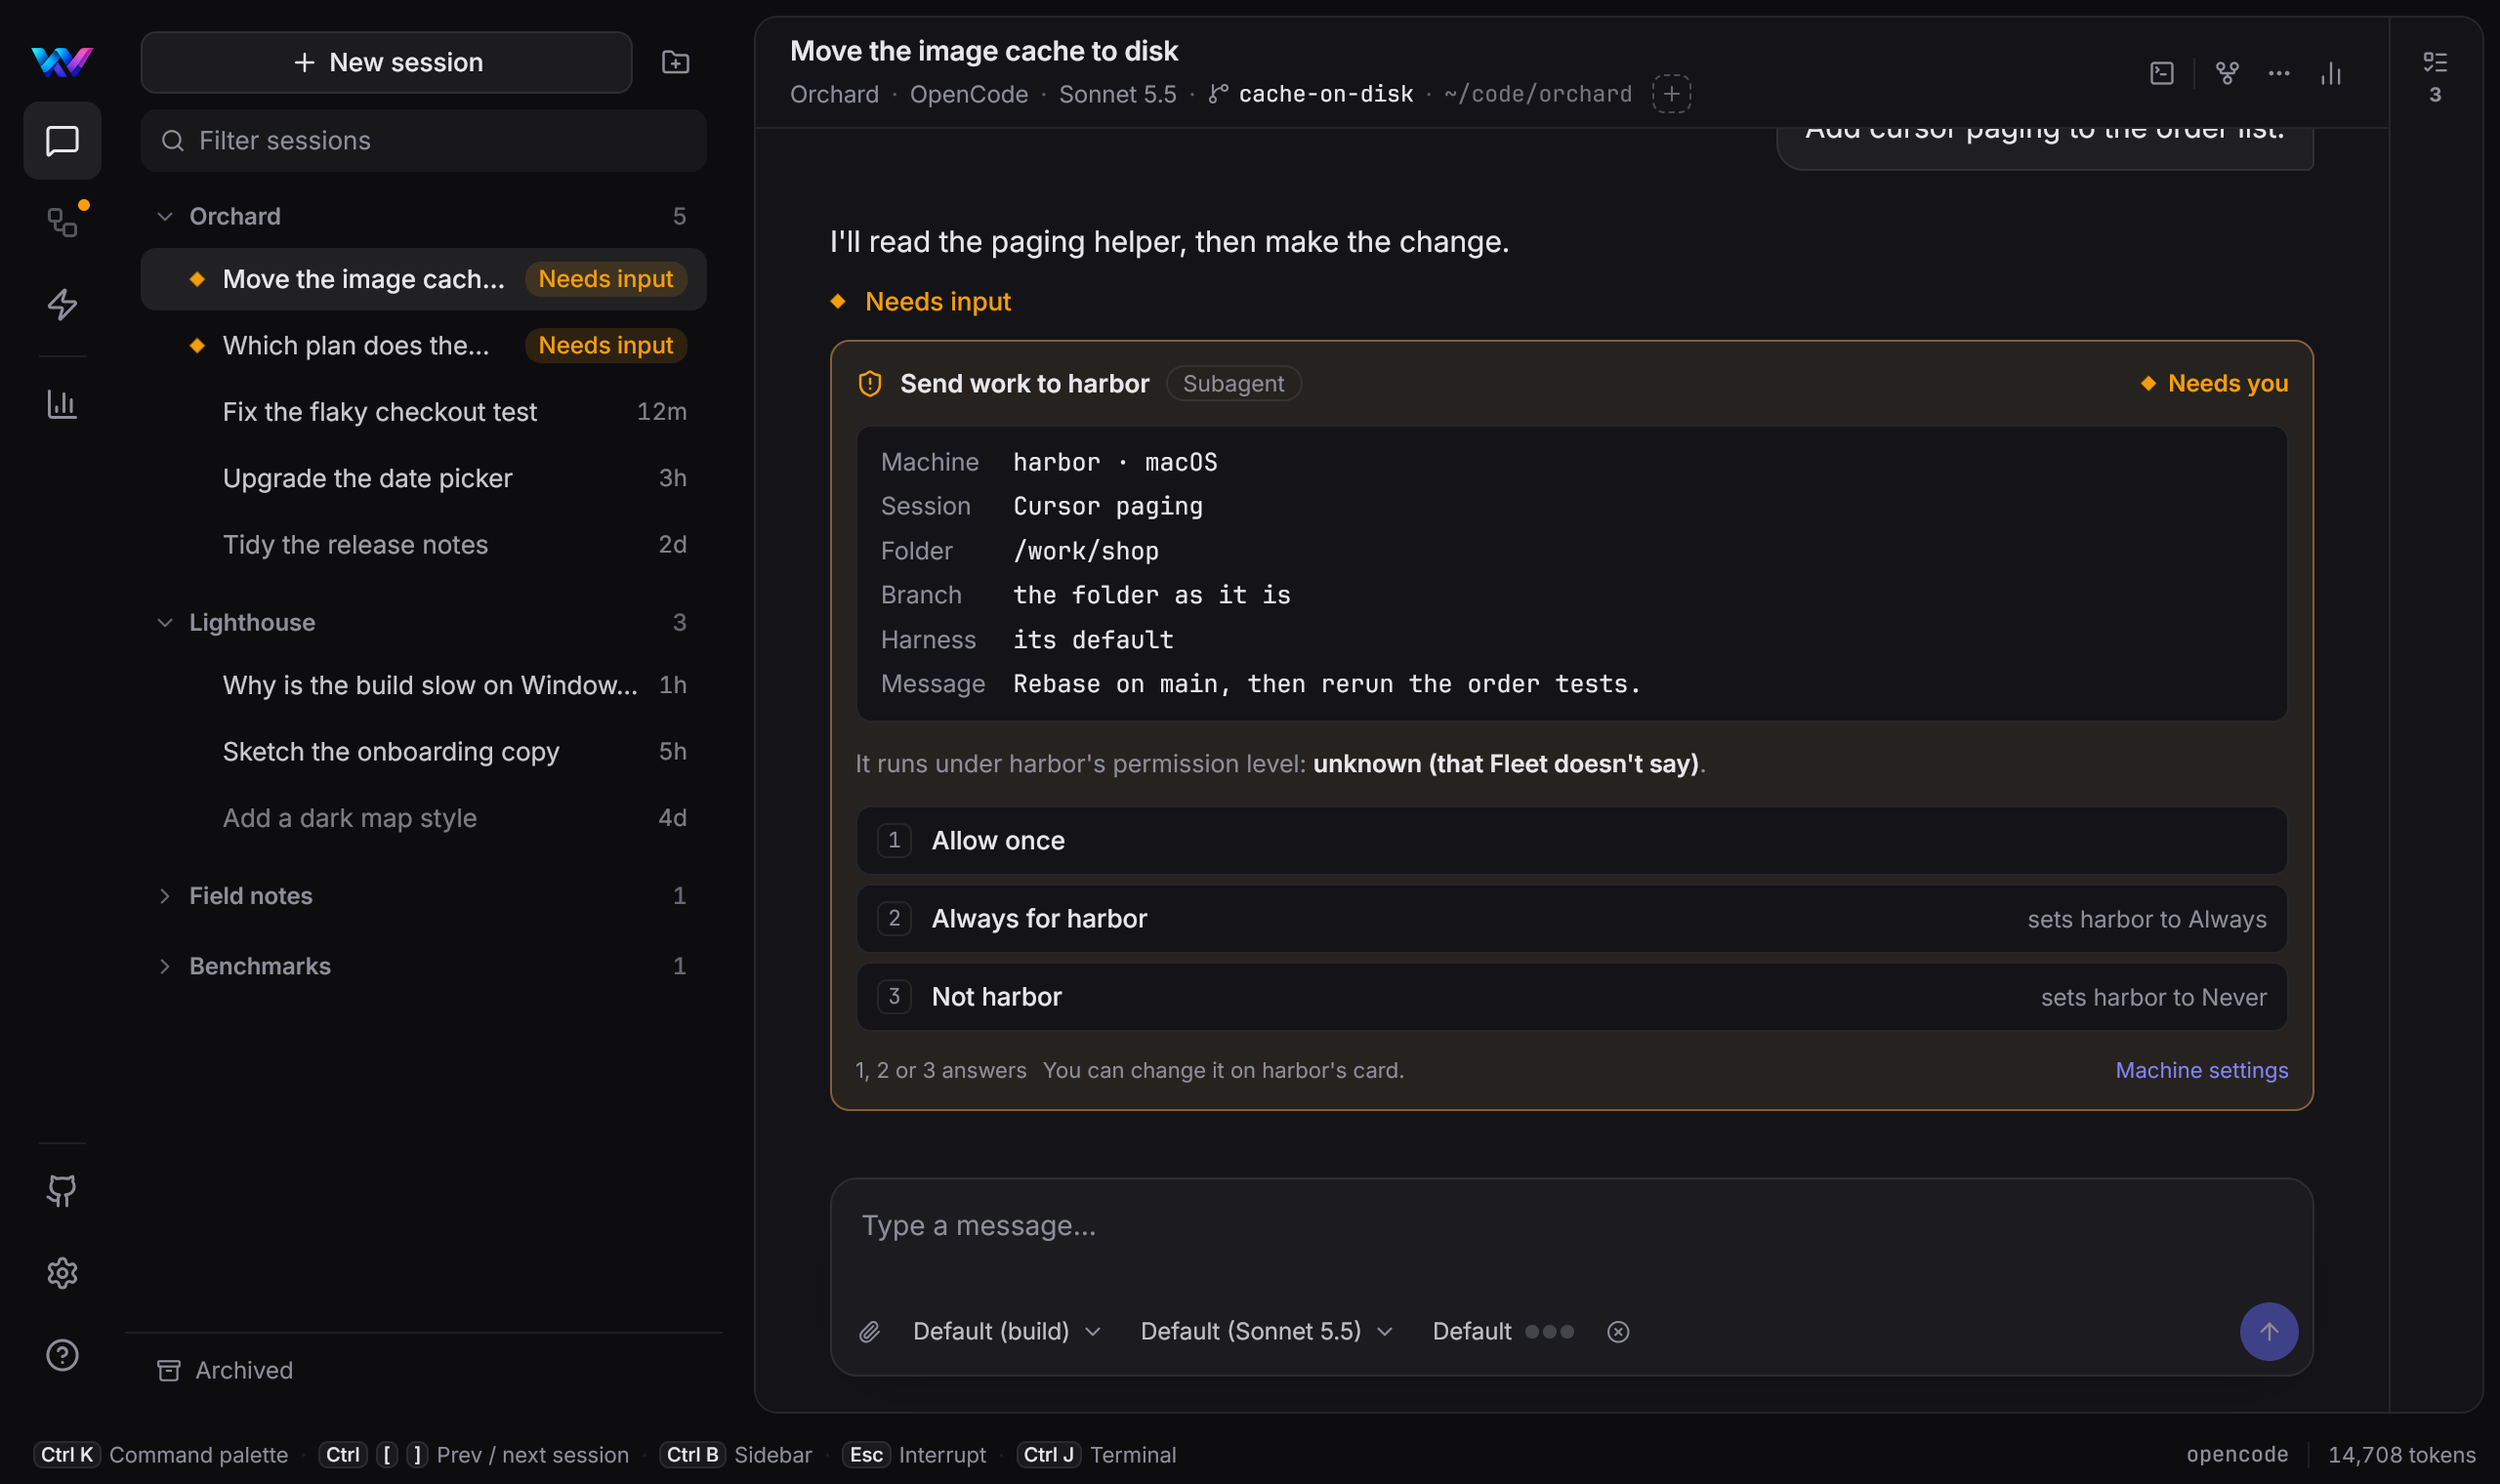 New session
Filter sessions
Orchard 5
Move the image cach... Needs input
Which plan does the... Needs input
Fix the flaky checkout test 12m
Upgrade the date picker 3h
Tidy the release notes 2d
Lighthouse 3
Why is the build slow on Window... 1h
Sketch the onboarding copy 5h
Add a dark map style 4d
Field notes 1
Benchmarks 1
Archived
Move the image cache to disk
Orchard · OpenCode · Sonnet 5.5 · cache-on-disk · ~/code/orchard
3
Add cursor paging to the order list.
I'll read the paging helper, then make the change.
Needs input
Send work to harbor Subagent Needs you
Machine harbor · macOS
Session Cursor paging
Folder /work/shop
Branch the folder as it is
Harness its default
Message Rebase on main, then rerun the order tests.
It runs under harbor's permission level: unknown (that Fleet doesn't say).
1 Allow once
2 Always for harbor sets harbor to Always
3 Not harbor sets harbor to Never
1, 2 or 3 answers You can change it on harbor's card. Machine settings
Type a message...
Default (build) Default (Sonnet 5.5) Default
Ctrl K Command palette · Ctrl [ ] Prev / next session · Ctrl B Sidebar · Esc Interrupt · Ctrl J Terminal
opencode 14,708 tokens